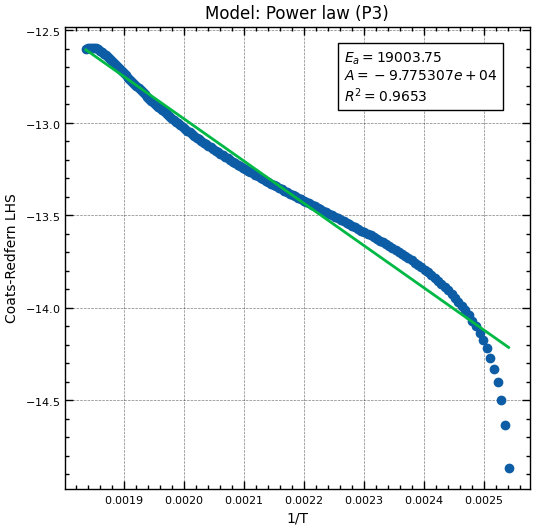 Model: Power law (P3)
E_a = 19003.75
A = −9.775307e + 04
R² = 0.9653
Coats-Redfern LHS
−12.5
−13.0
−13.5
−14.0
−14.5
0.0019 0.0020 0.0021 0.0022 0.0023 0.0024 0.0025
1/T